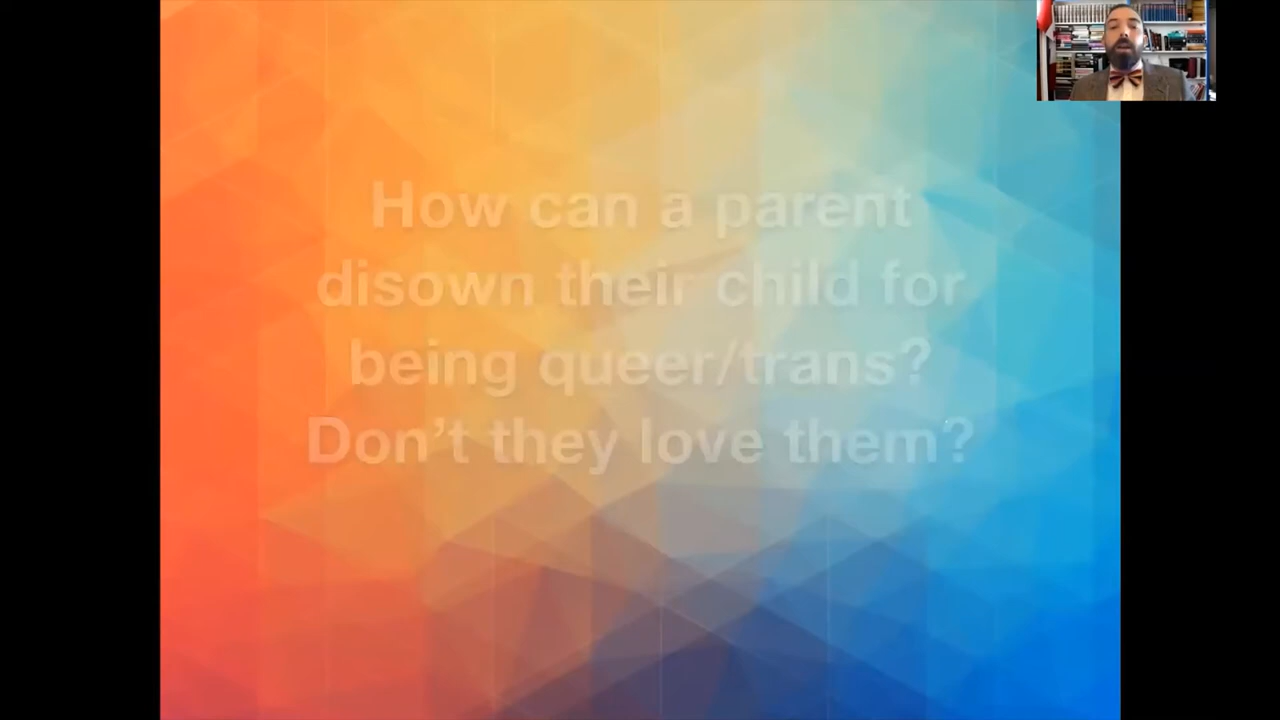 How can a parent
disown their child for
being queer/trans?
Don't they love them?